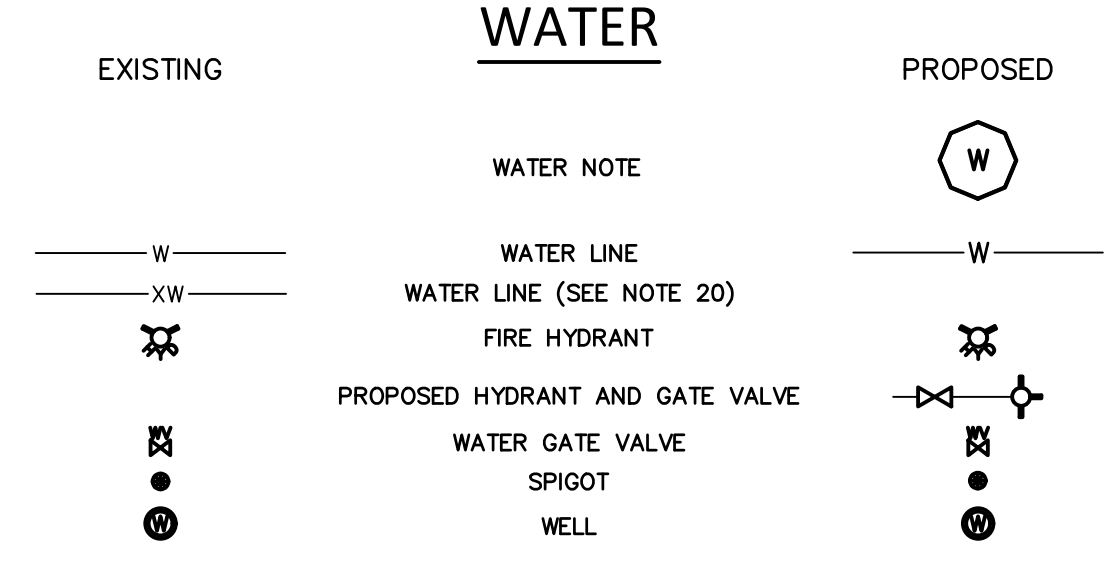 WATER
EXISTING PROPOSED
WATER NOTE W
W WATER LINE W
XW WATER LINE (SEE NOTE 20)
FIRE HYDRANT
PROPOSED HYDRANT AND GATE VALVE
WV WATER GATE VALVE WV
SPIGOT
W WELL W